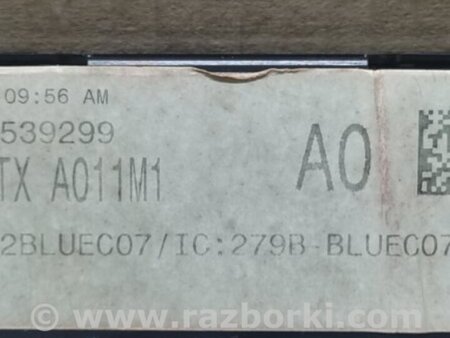 09:56 AM
539299
TX A011M1
A0
2BLUEC07/IC:279B-BLUEC07
© www.razborki.com